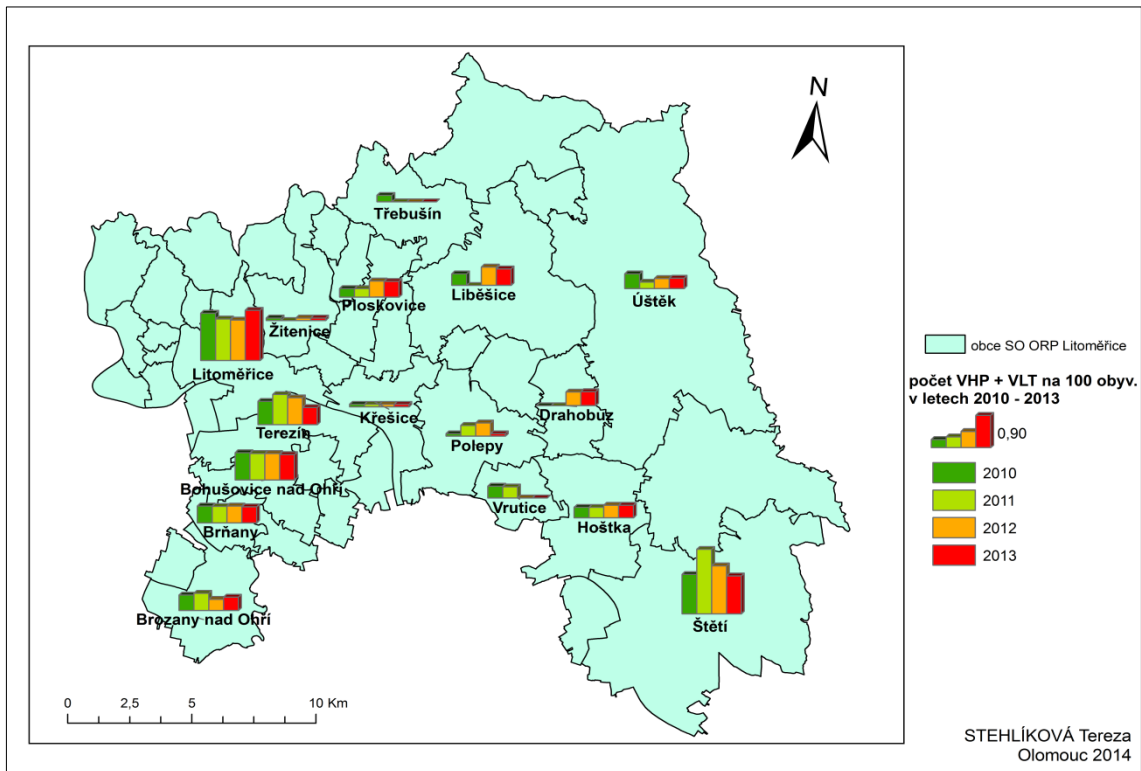 N
Třebušín
Liběšice
Úštěk
Ploskovice
Žitenice
Litoměřice
Křešice
Drahobuz
Terezín
Polepy
Bohušovice nad Ohří
Vrutice
Hoštka
Brňany
Brozany nad Ohří
Štětí
0 2,5 5 10 Km
obce SO ORP Litoměřice
počet VHP + VLT na 100 obyv.
v letech 2010 - 2013
0,90
2010
2011
2012
2013
STEHLÍKOVÁ Tereza
Olomouc 2014